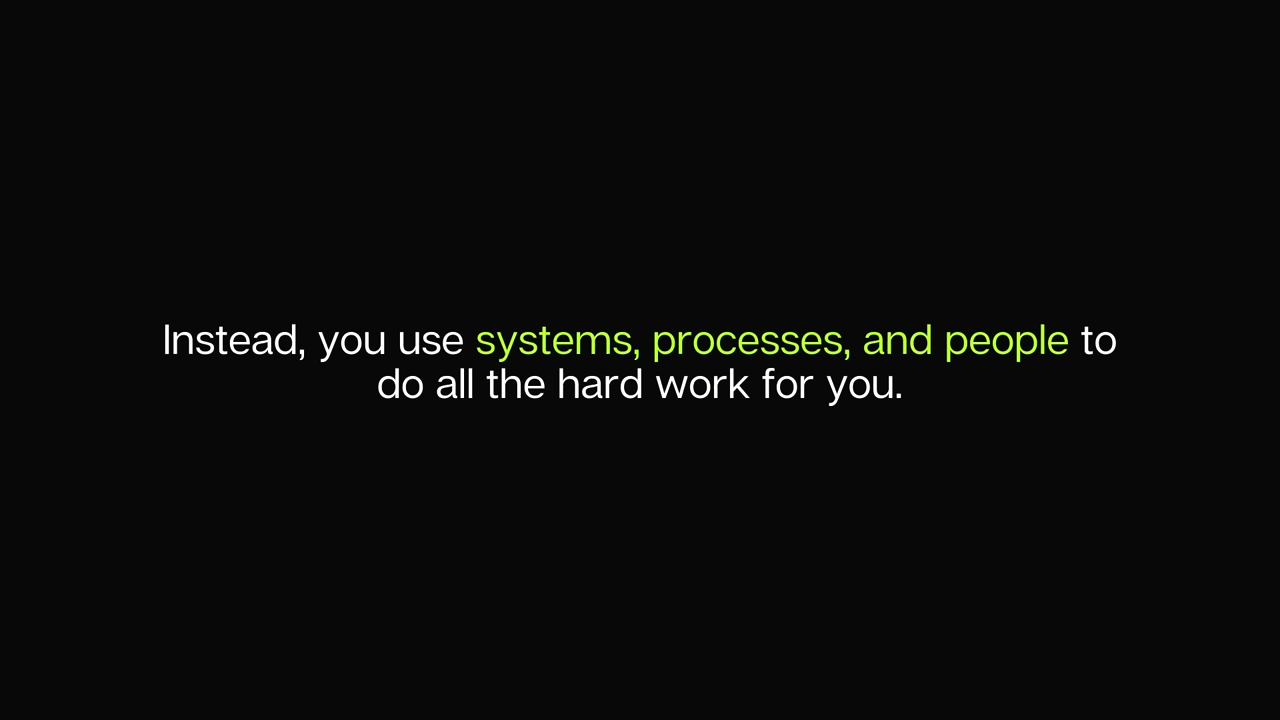 Instead, you use systems, processes, and people to
do all the hard work for you.